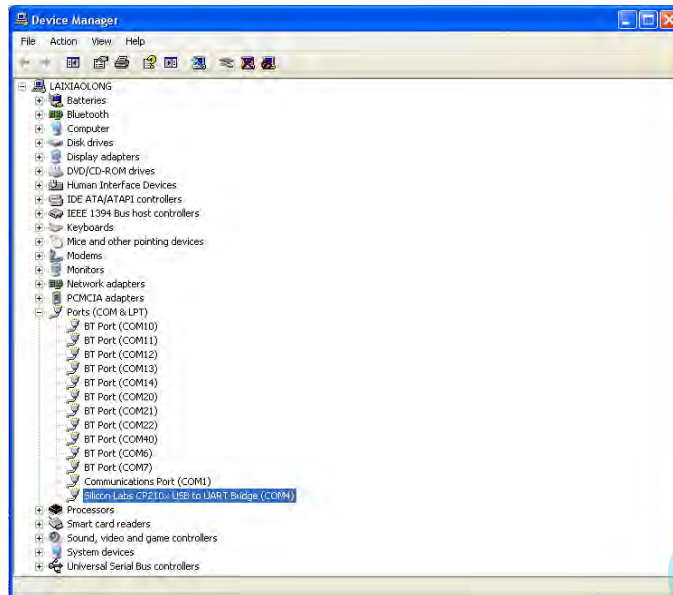 Device Manager
File Action View Help
LAIXIAOLONG
Batteries
Bluetooth
Computer
Disk drives
Display adapters
DVD/CD-ROM drives
Human Interface Devices
IDE ATA/ATAPI controllers
IEEE 1394 Bus host controllers
Keyboards
Mice and other pointing devices
Modems
Monitors
Network adapters
PCMCIA adapters
Ports (COM & LPT)
BT Port (COM10)
BT Port (COM11)
BT Port (COM12)
BT Port (COM13)
BT Port (COM14)
BT Port (COM20)
BT Port (COM21)
BT Port (COM22)
BT Port (COM40)
BT Port (COM6)
BT Port (COM7)
Communications Port (COM1)
Silicon Labs CP210x USB to UART Bridge (COM4)
Processors
Smart card readers
Sound, video and game controllers
System devices
Universal Serial Bus controllers